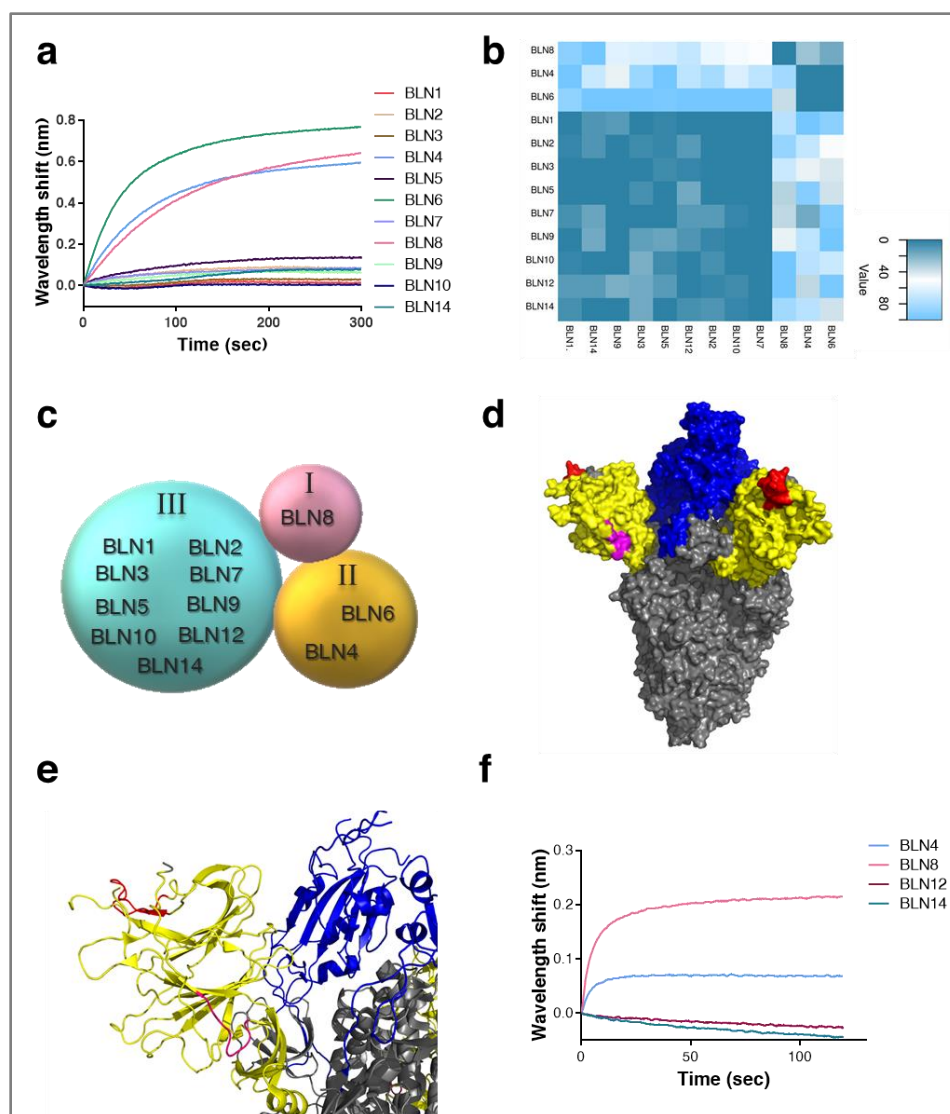 a
Wavelength shift (nm)
0.8
0.6
0.4
0.2
0.0
0
100
200
300
Time (sec)
BLN1
BLN2
BLN3
BLN4
BLN5
BLN6
BLN7
BLN8
BLN9
BLN10
BLN14
b
BLN8
BLN4
BLN6
BLN1
BLN2
BLN3
BLN5
BLN7
BLN9
BLN10
BLN12
BLN14
BLN1.
BLN14
BLN9
BLN3
BLN5
BLN12
BLN2
BLN10
BLN7
BLN8
BLN4
BLN6
0
40
80
Value
c
III
BLN1 BLN2
BLN3 BLN7
BLN5 BLN9
BLN10 BLN12
BLN14
I
BLN8
II
BLN6
BLN4
d
e
f
Wavelength shift (nm)
0.3
0.2
0.1
0.0
0
50
100
Time (sec)
BLN4
BLN8
BLN12
BLN14